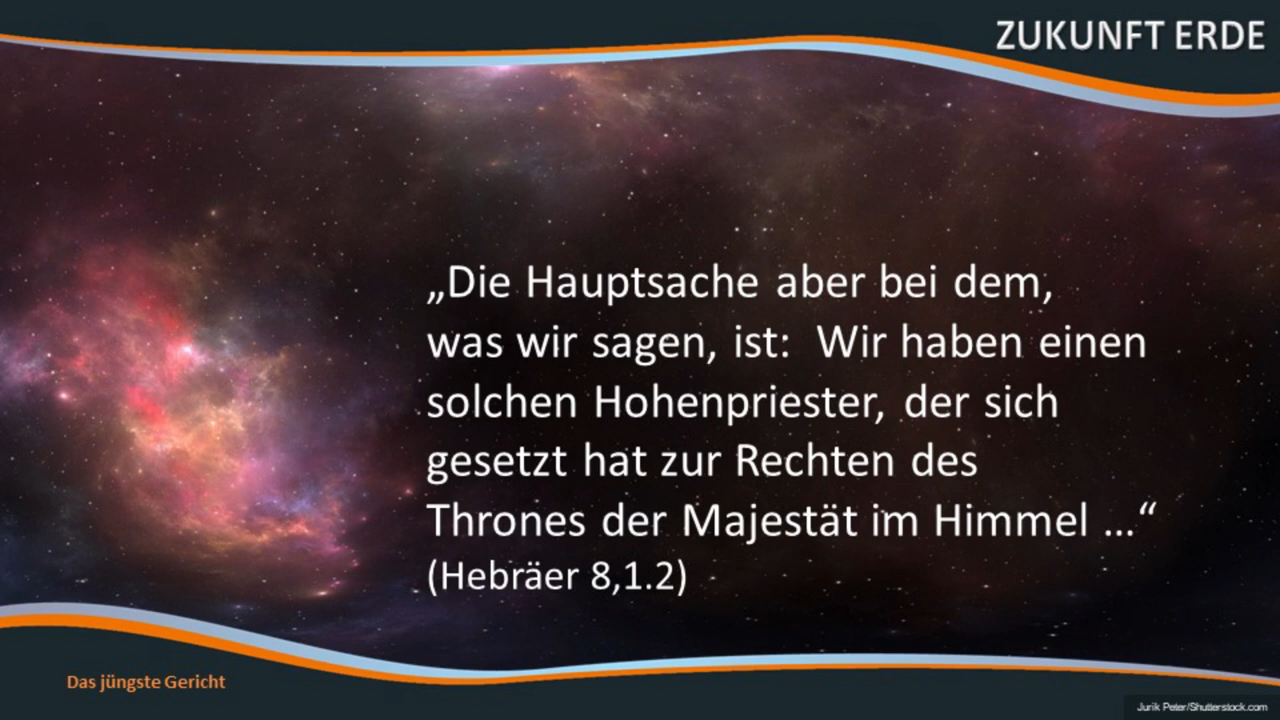 ZUKUNFT ERDE
„Die Hauptsache aber bei dem,
was wir sagen, ist: Wir haben einen
solchen Hohenpriester, der sich
gesetzt hat zur Rechten des
Thrones der Majestät im Himmel ...“
(Hebräer 8,1.2)
Das jüngste Gericht
Jurik Peter/Shutterstock.com